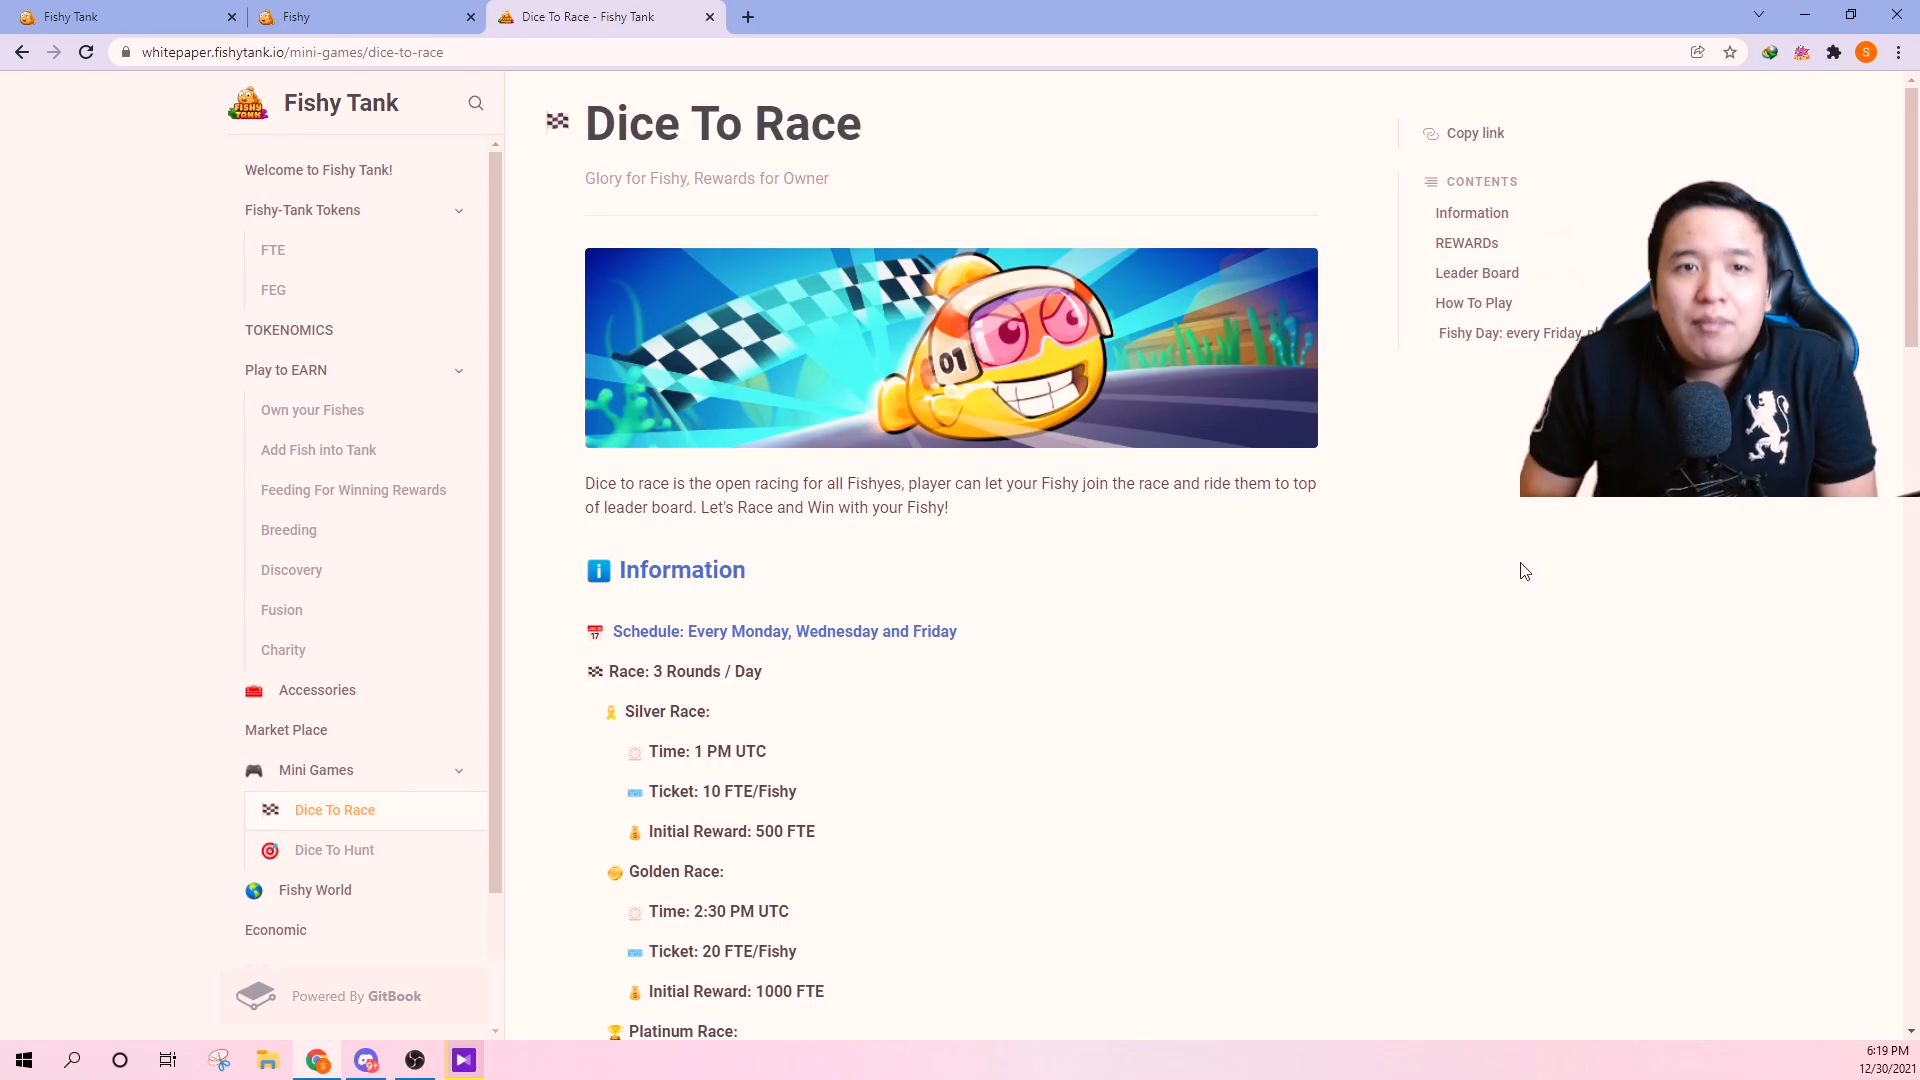 Fishy Tank
Fishy
Dice To Race - Fishy Tank
whitepaper.fishytank.io/mini-games/dice-to-race
S
FISHY
TANK
Fishy Tank
Welcome to Fishy Tank!
Fishy-Tank Tokens
FTE
FEG
TOKENOMICS
Play to EARN
Own your Fishes
Add Fish into Tank
Feeding For Winning Rewards
Breeding
Discovery
Fusion
Charity
Accessories
Market Place
Mini Games
Dice To Race
Dice To Hunt
Fishy World
Economic
Powered By GitBook
Dice To Race
Glory for Fishy, Rewards for Owner
01
Dice to race is the open racing for all Fishyes, player can let your Fishy join the race and ride them to top
of leader board. Let's Race and Win with your Fishy!
Information
Schedule: Every Monday, Wednesday and Friday
Race: 3 Rounds / Day
Silver Race:
Time: 1 PM UTC
Ticket: 10 FTE/Fishy
Initial Reward: 500 FTE
Golden Race:
Time: 2:30 PM UTC
Ticket: 20 FTE/Fishy
Initial Reward: 1000 FTE
Platinum Race:
Copy link
CONTENTS
Information
REWARDs
Leader Board
How To Play
Fishy Day: every Friday,
9+
6:19 PM
12/30/2021